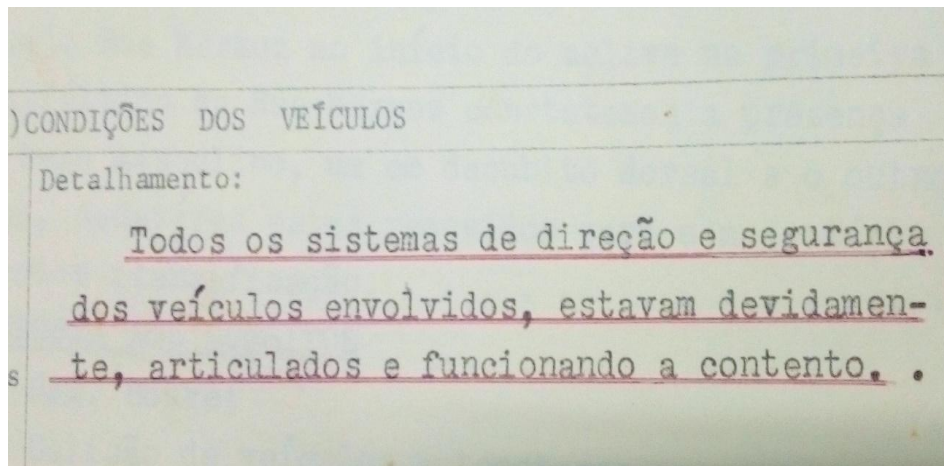 )CONDIÇÕES DOS VEÍCULOS
Detalhamento:
Todos os sistemas de direção e segurança
dos veículos envolvidos, estavam devidamen-
s te, articulados e funcionando a contento. .